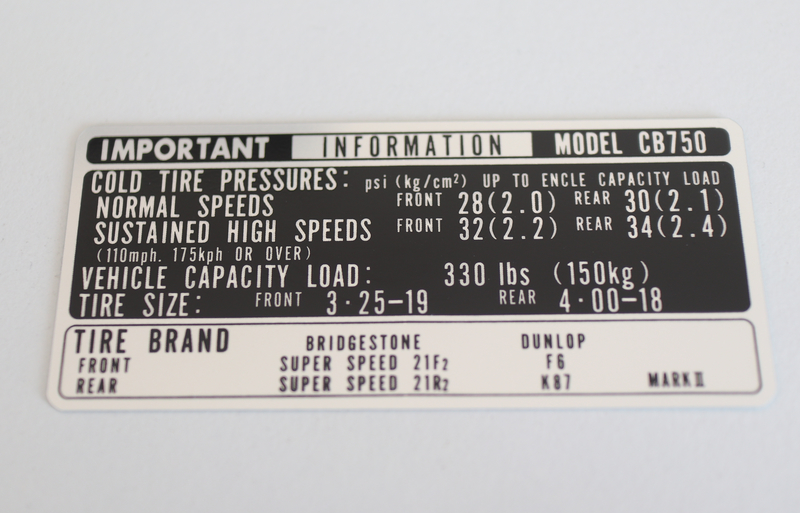 IMPORTANT INFORMATION MODEL CB750
COLD TIRE PRESSURES: psi (kg/cm²) UP TO ENCLE CAPACITY LOAD
NORMAL SPEEDS FRONT 28(2.0) REAR 30(2.1)
SUSTAINED HIGH SPEEDS FRONT 32(2.2) REAR 34(2.4)
(110mph. 175kph OR OVER)
VEHICLE CAPACITY LOAD: 330 lbs (150kg)
TIRE SIZE: FRONT 3·25-19 REAR 4·00-18
TIRE BRAND BRIDGESTONE DUNLOP
FRONT SUPER SPEED 21F2 F6
REAR SUPER SPEED 21R2 K87 MARK II